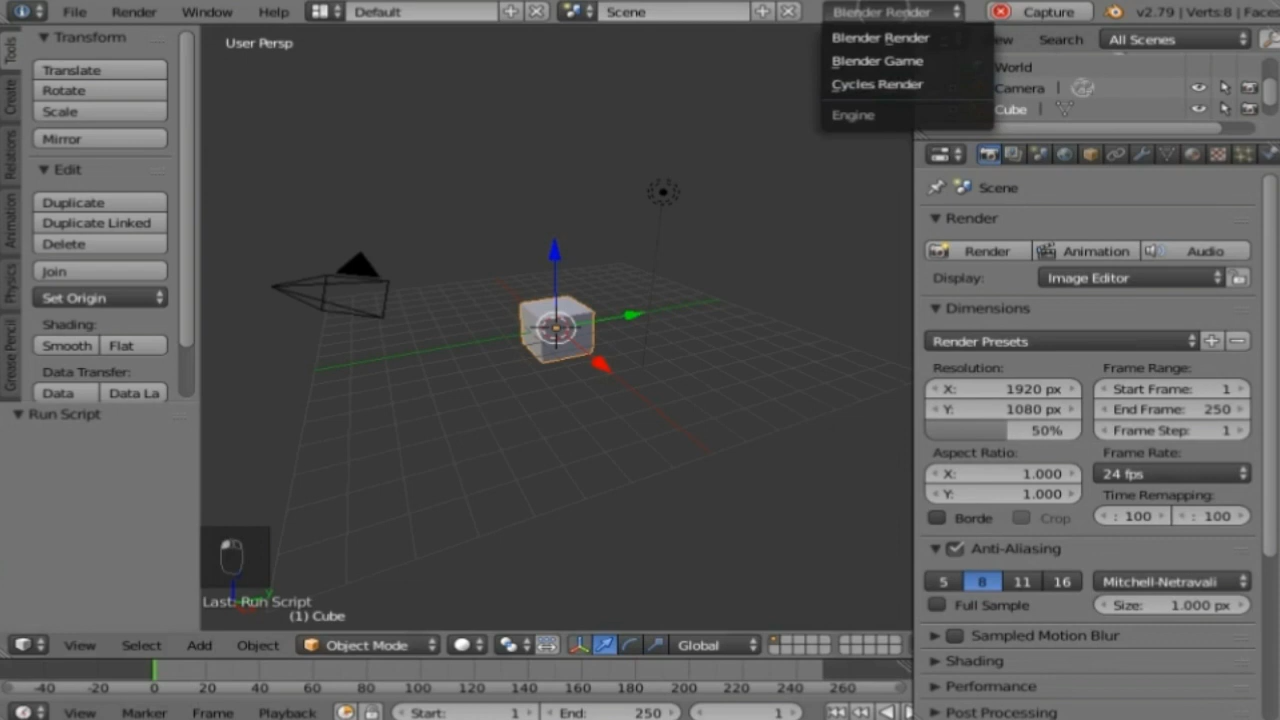 File Render Window Help Default Scene Blender Render Capture v2.79 | Verts:8 | Faces
Blender Render
Blender Game
Cycles Render
Engine
Search All Scenes
World
Camera
Cube
User Persp
Tools
Create
Relations
Animation
Physics
Grease Pencil
Transform
Translate
Rotate
Scale
Mirror
Edit
Duplicate
Duplicate Linked
Delete
Join
Set Origin
Shading:
Smooth Flat
Data Transfer:
Data Data La
Run Script
Last: Run Script
(1) Cube
Scene
Render
Render Animation Audio
Display: Image Editor
Dimensions
Render Presets
Resolution: Frame Range:
X: 1920 px Start Frame: 1
Y: 1080 px End Frame: 250
50% Frame Step: 1
Aspect Ratio: Frame Rate:
X: 1.000 24 fps
Y: 1.000 Time Remapping:
Borde Crop : 100 : 100
Anti-Aliasing
5 8 11 16 Mitchell-Netravali
Full Sample Size: 1.000 px
Sampled Motion Blur
Shading
Performance
Post Processing
View Select Add Object Object Mode Global
-40 -20 0 20 40 60 80 100 120 140 160 180 200 220 240 260
View Marker Frame Playback Start: 1 End: 250 1